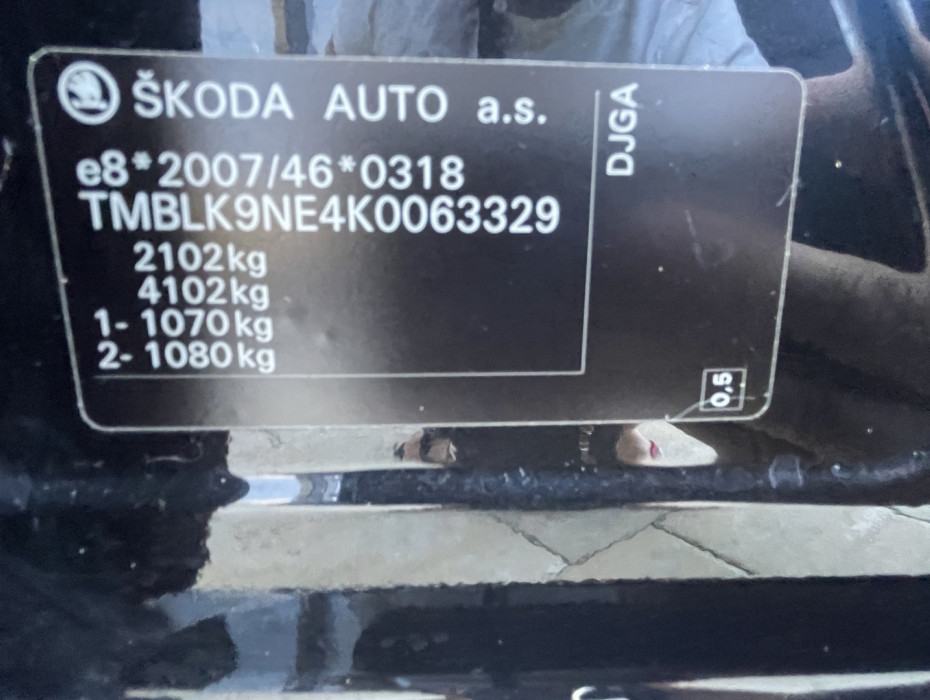 ŠKODA AUTO a.s.
e8*2007/46*0318
TMBLK9NE4K0063329
2102kg
4102kg
1- 1070kg
2- 1080kg
DJGA
0,5